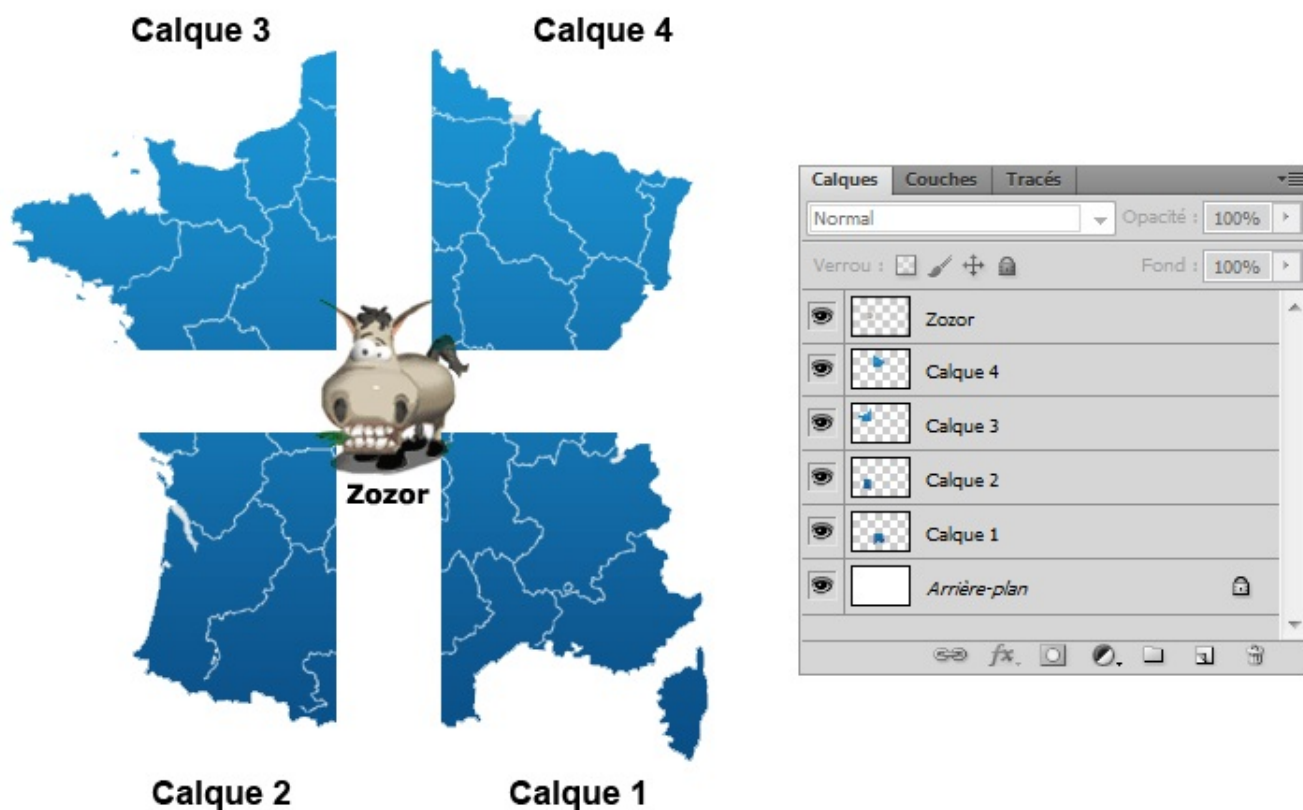 Calque 3
Calque 4
Zozor
Calque 2
Calque 1
Calques Couches Tracés
Normal Opacité : 100%
Verrou : Fond : 100%
Zozor
Calque 4
Calque 3
Calque 2
Calque 1
Arrière-plan
fx.